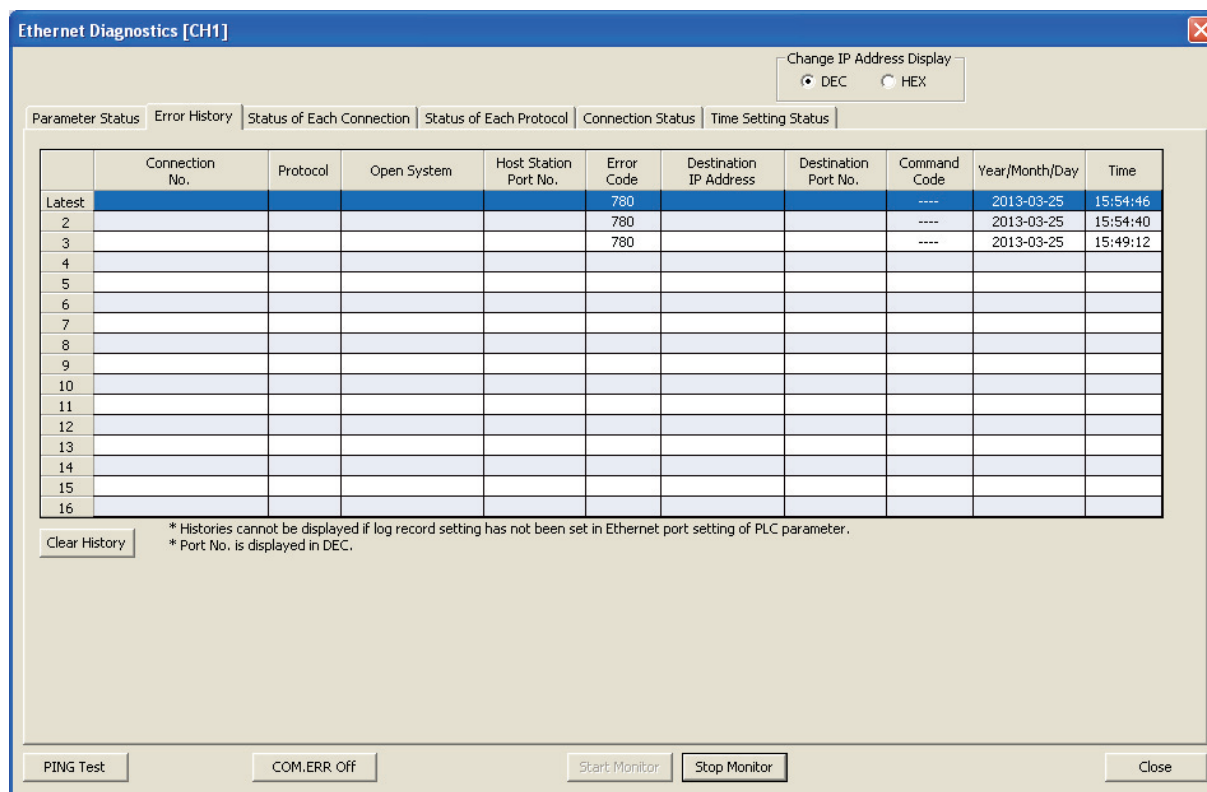 Ethernet Diagnostics [CH1]
Change IP Address Display
DEC HEX
Parameter Status Error History Status of Each Connection Status of Each Protocol Connection Status Time Setting Status
Connection No. Protocol Open System Host Station Port No. Error Code Destination IP Address Destination Port No. Command Code Year/Month/Day Time
Latest 780 ---- 2013-03-25 15:54:46
2 780 ---- 2013-03-25 15:54:40
3 780 ---- 2013-03-25 15:49:12
4
5
6
7
8
9
10
11
12
13
14
15
16
Clear History
* Histories cannot be displayed if log record setting has not been set in Ethernet port setting of PLC parameter.
* Port No. is displayed in DEC.
PING Test COM.ERR Off Start Monitor Stop Monitor Close